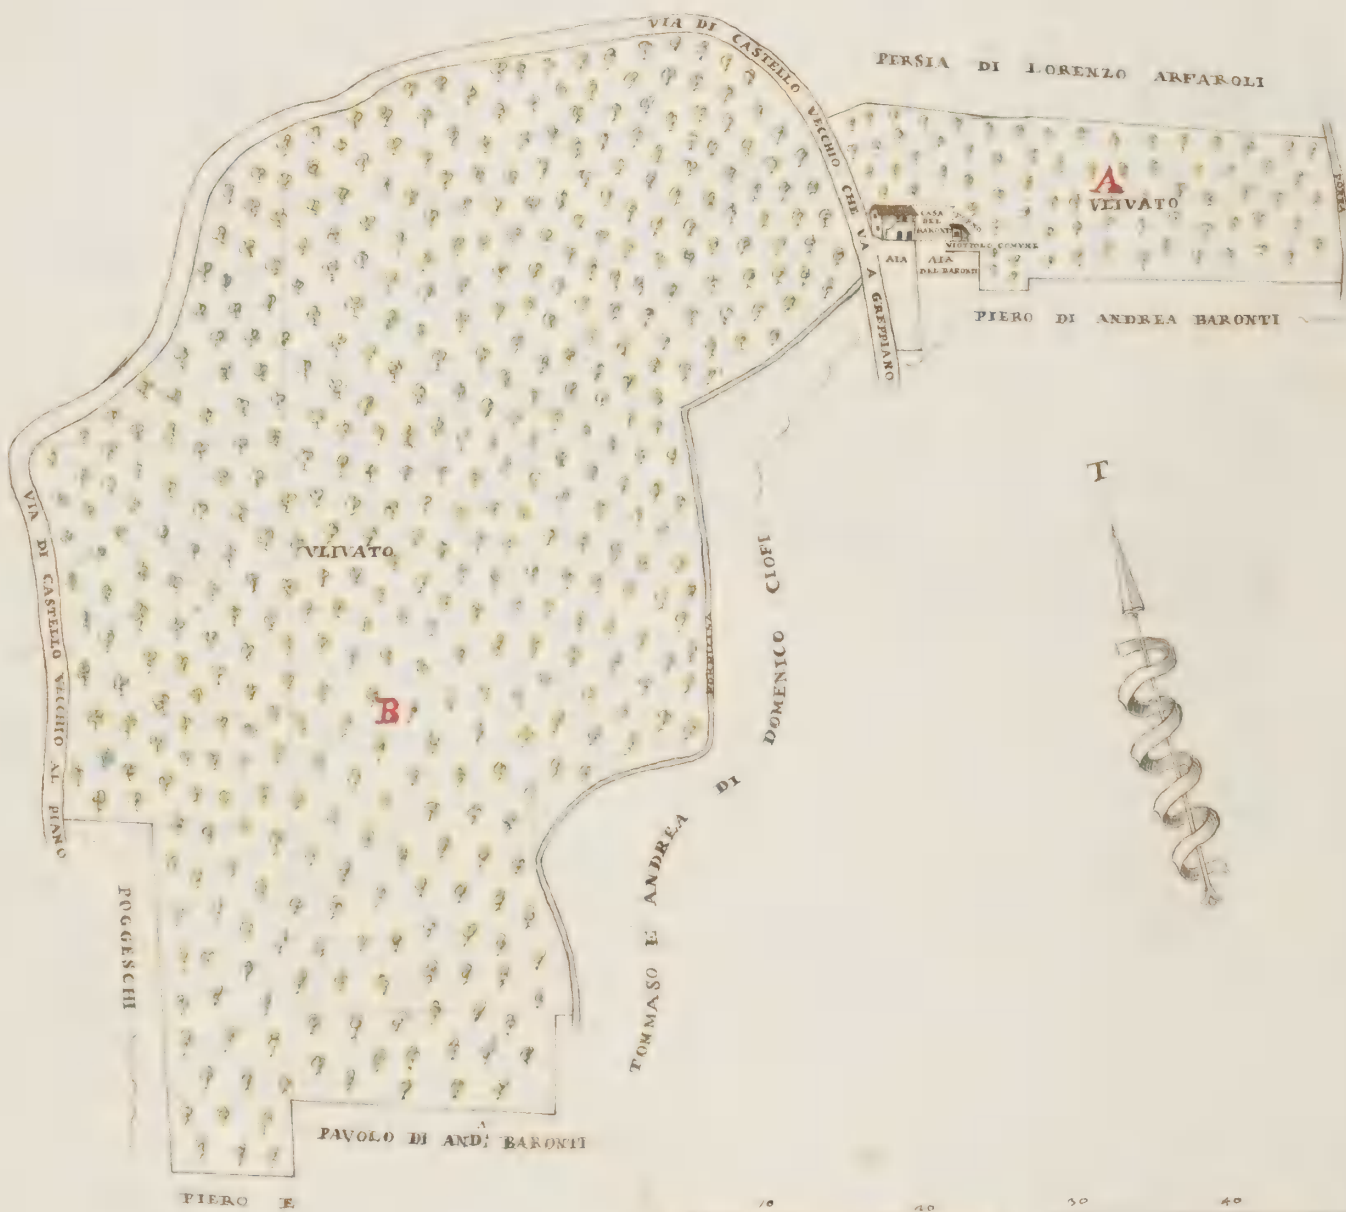 VIA DI CASTELLO VECCHIO CHE VA A GREPPIANO
PERSIA DI LORENZO ARFAROLI
A
VLIVATO
CASA
DEL
BARONTI
VIOTTOLO COMVNE
AIA
AIA
DEL BARONTI
PIERO DI ANDREA BARONTI
T
VLIVATO
B
VIA DI CASTELLO VECCHIO AL PIANO
TOMMASO E ANDREA DI DOMENICO CIOFI
POGGESCHI
PAVOLO DI AND.A BARONTI
PIERO E
10 20 30 40